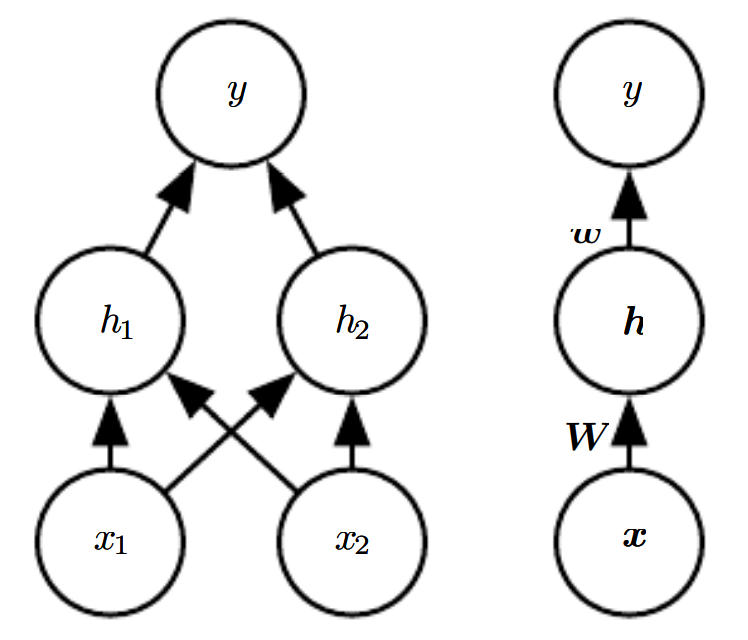 y y
w
h₁ h₂ h
W
x₁ x₂ x